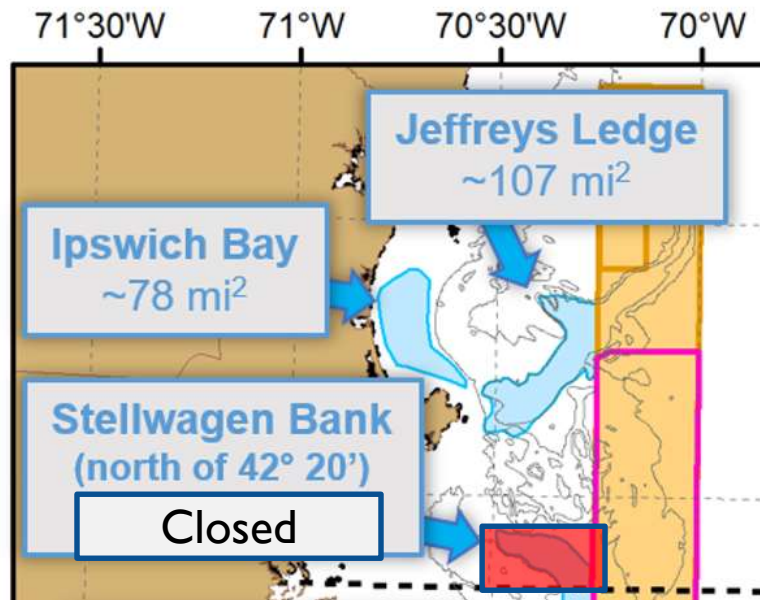 71°30'W 71°W 70°30'W 70°W
Jeffreys Ledge
~107 mi²
Ipswich Bay
~78 mi²
Stellwagen Bank
(north of 42° 20’)
Closed